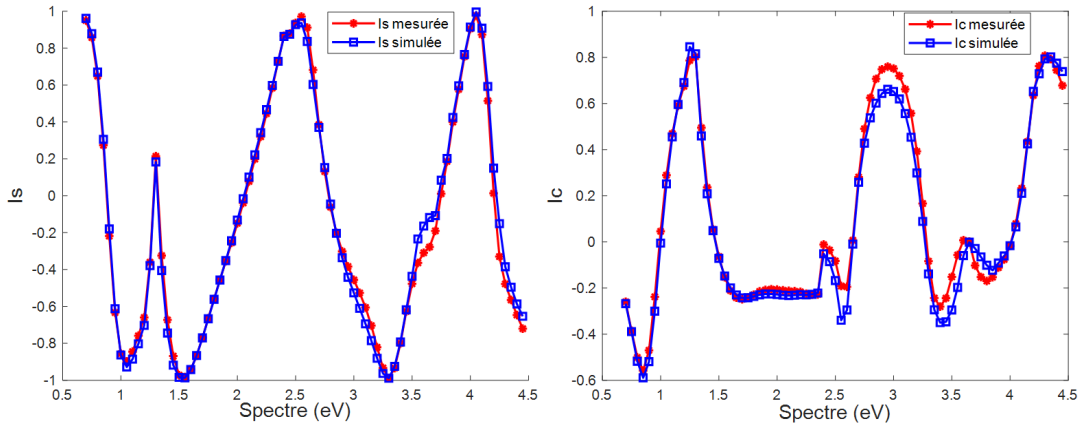 1
0.8
0.6
0.4
0.2
0
-0.2
-0.4
-0.6
-0.8
-1
Is
Is mesurée
Is simulée
0.5 1 1.5 2 2.5 3 3.5 4 4.5
Spectre (eV)
1
0.8
0.6
0.4
0.2
0
-0.2
-0.4
-0.6
Ic
Ic mesurée
Ic simulée
0.5 1 1.5 2 2.5 3 3.5 4 4.5
Spectre (eV)